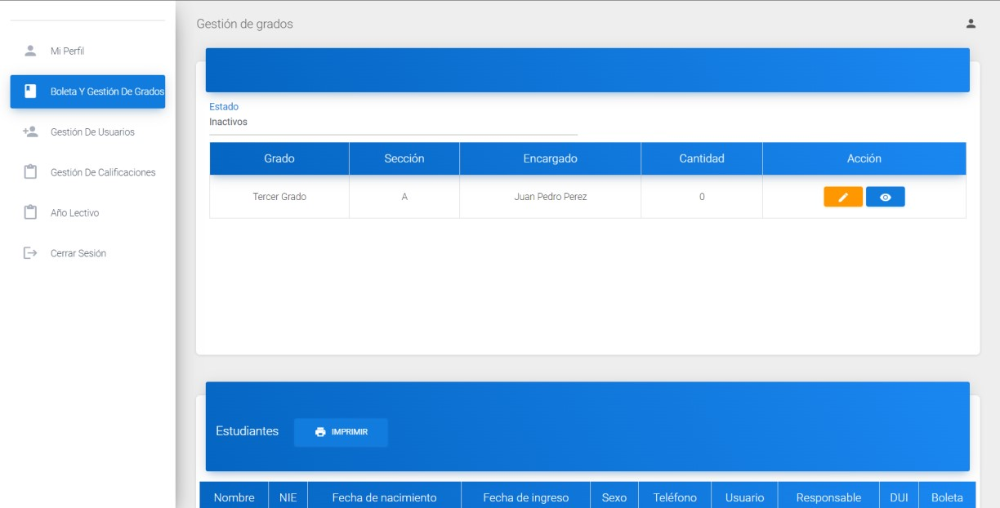 Gestión de grados
Mi Perfil
Boleta Y Gestión De Grados
Gestión De Usuarios
Gestión De Calificaciones
Año Lectivo
Cerrar Sesión
Estado
Inactivos
Grado Sección Encargado Cantidad Acción
Tercer Grado A Juan Pedro Perez 0
Estudiantes IMPRIMIR
Nombre NIE Fecha de nacimiento Fecha de ingreso Sexo Teléfono Usuario Responsable DUI Boleta